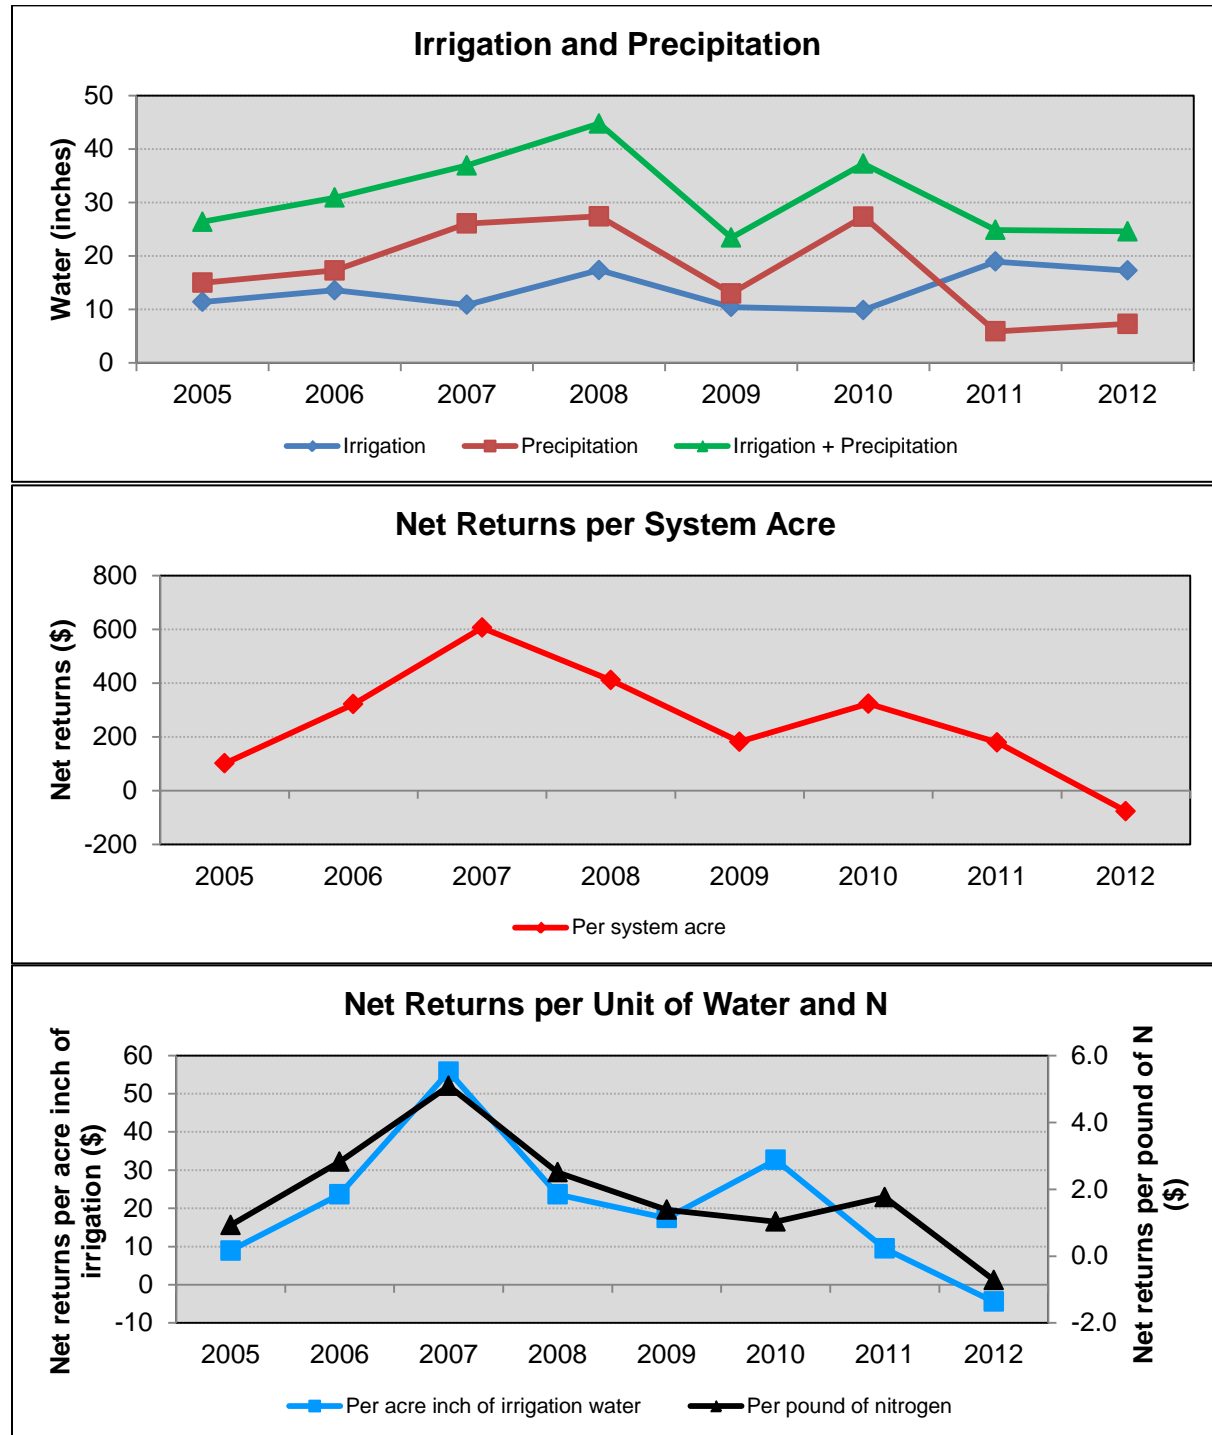 Irrigation and Precipitation
Water (inches)
50
40
30
20
10
0
2005 2006 2007 2008 2009 2010 2011 2012
Irrigation Precipitation Irrigation + Precipitation
Net Returns per System Acre
Net returns ($)
800
600
400
200
0
-200
2005 2006 2007 2008 2009 2010 2011 2012
Per system acre
Net Returns per Unit of Water and N
Net returns per acre inch of
irrigation ($)
60
50
40
30
20
10
0
-10
6.0
4.0
2.0
0.0
-2.0
Net returns per pound of N
($)
2005 2006 2007 2008 2009 2010 2011 2012
Per acre inch of irrigation water Per pound of nitrogen